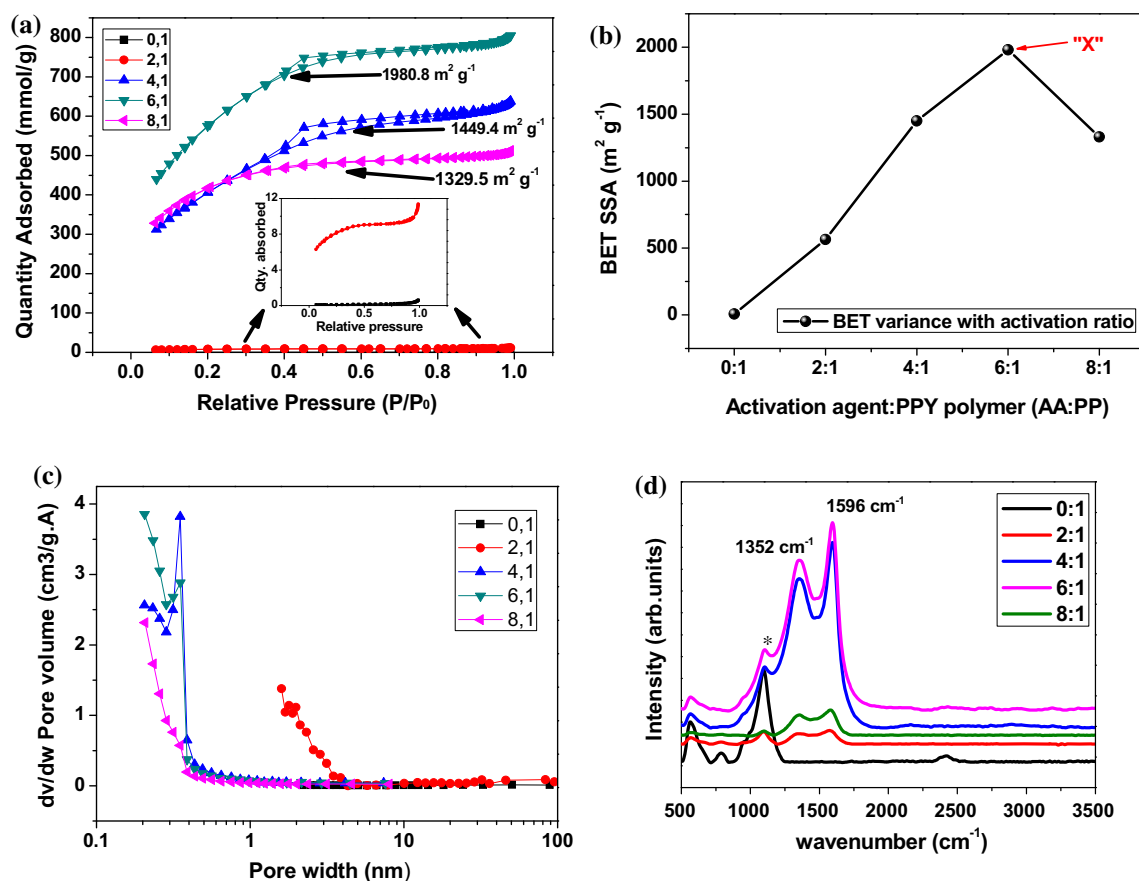 (a)
0,1
2,1
4,1
6,1
8,1
1980.8 m² g⁻¹
1449.4 m² g⁻¹
1329.5 m² g⁻¹
Quantity Adsorbed (mmol/g)
800
700
600
500
400
300
200
100
0
0.0 0.2 0.4 0.6 0.8 1.0
Relative Pressure (P/P₀)
Qty. absorbed
12
8
4
0
0.0 0.5 1.0
Relative pressure
(b)
"X"
BET SSA (m² g⁻¹)
2000
1500
1000
500
0
BET variance with activation ratio
0:1 2:1 4:1 6:1 8:1
Activation agent:PPY polymer (AA:PP)
(c)
dv/dw Pore volume (cm3/g.A)
4
3
2
1
0
0,1
2,1
4,1
6,1
8,1
0.1 1 10 100
Pore width (nm)
(d)
1596 cm⁻¹
1352 cm⁻¹
*
0:1
2:1
4:1
6:1
8:1
Intensity (arb.units)
500 1000 1500 2000 2500 3000 3500
wavenumber (cm⁻¹)